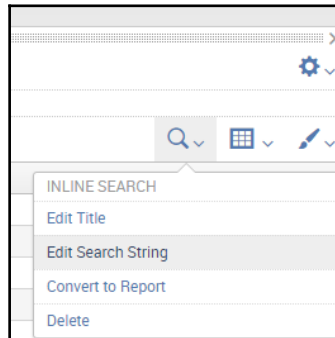 INLINE SEARCH
Edit Title
Edit Search String
Convert to Report
Delete